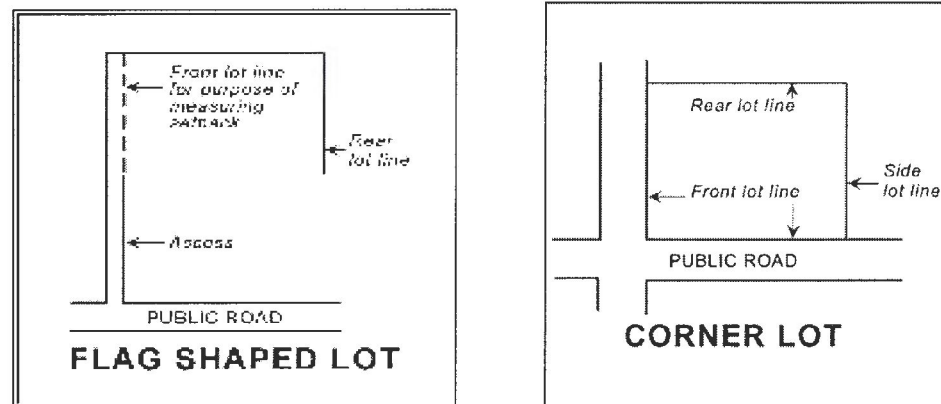 Front lot line
for purpose of
measuring
setback
Rear
lot line
Access
PUBLIC ROAD
FLAG SHAPED LOT
Rear lot line
Side
lot line
Front lot line
PUBLIC ROAD
CORNER LOT